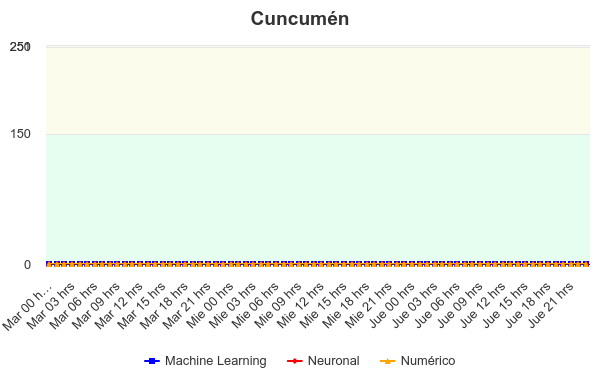 Cuncumén
250
150
0
Mar 00 h…
Mar 03 hrs
Mar 06 hrs
Mar 09 hrs
Mar 12 hrs
Mar 15 hrs
Mar 18 hrs
Mar 21 hrs
Mie 00 hrs
Mie 03 hrs
Mie 06 hrs
Mie 09 hrs
Mie 12 hrs
Mie 15 hrs
Mie 18 hrs
Mie 21 hrs
Jue 00 hrs
Jue 03 hrs
Jue 06 hrs
Jue 09 hrs
Jue 12 hrs
Jue 15 hrs
Jue 18 hrs
Jue 21 hrs
Machine Learning
Neuronal
Numérico